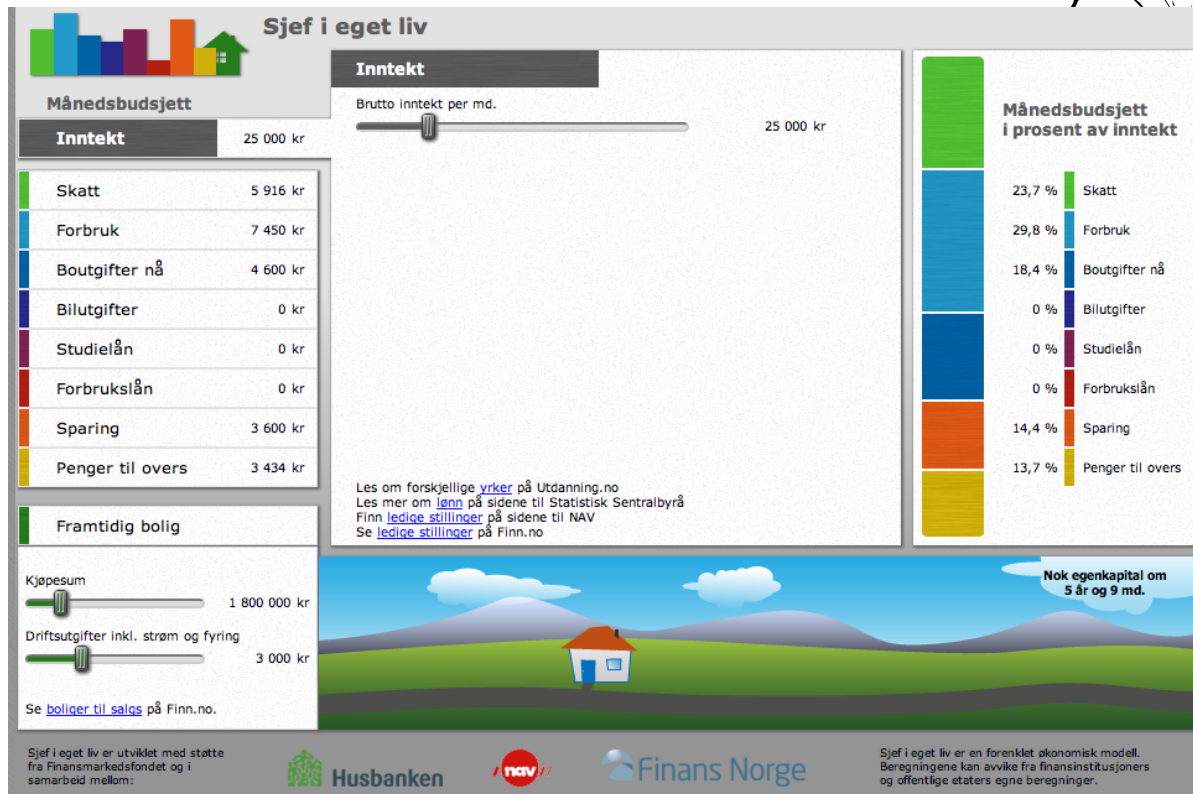 Sjef i eget liv
Månedsbudsjett
Inntekt 25 000 kr
Skatt 5 916 kr
Forbruk 7 450 kr
Boutgifter nå 4 600 kr
Bilutgifter 0 kr
Studielån 0 kr
Forbrukslån 0 kr
Sparing 3 600 kr
Penger til overs 3 434 kr
Framtidig bolig
Kjøpesum
1 800 000 kr
Driftsutgifter inkl. strøm og fyring
3 000 kr
Se boliger til salgs på Finn.no.
Inntekt
Brutto inntekt per md.
25 000 kr
Les om forskjellige yrker på Utdanning.no
Les mer om lønn på sidene til Statistisk Sentralbyrå
Finn ledige stillinger på sidene til NAV
Se ledige stillinger på Finn.no
Månedsbudsjett
i prosent av inntekt
23,7 % Skatt
29,8 % Forbruk
18,4 % Boutgifter nå
0 % Bilutgifter
0 % Studielån
0 % Forbrukslån
14,4 % Sparing
13,7 % Penger til overs
Nok egenkapital om
5 år og 9 md.
Sjef i eget liv er utviklet med støtte
fra Finansmarkedsfondet og i
samarbeid mellom:
Husbanken
nav
Finans Norge
Sjef i eget liv er en forenklet økonomisk modell.
Beregningene kan avvike fra finansinstitusjoners
og offentlige etaters egne beregninger.